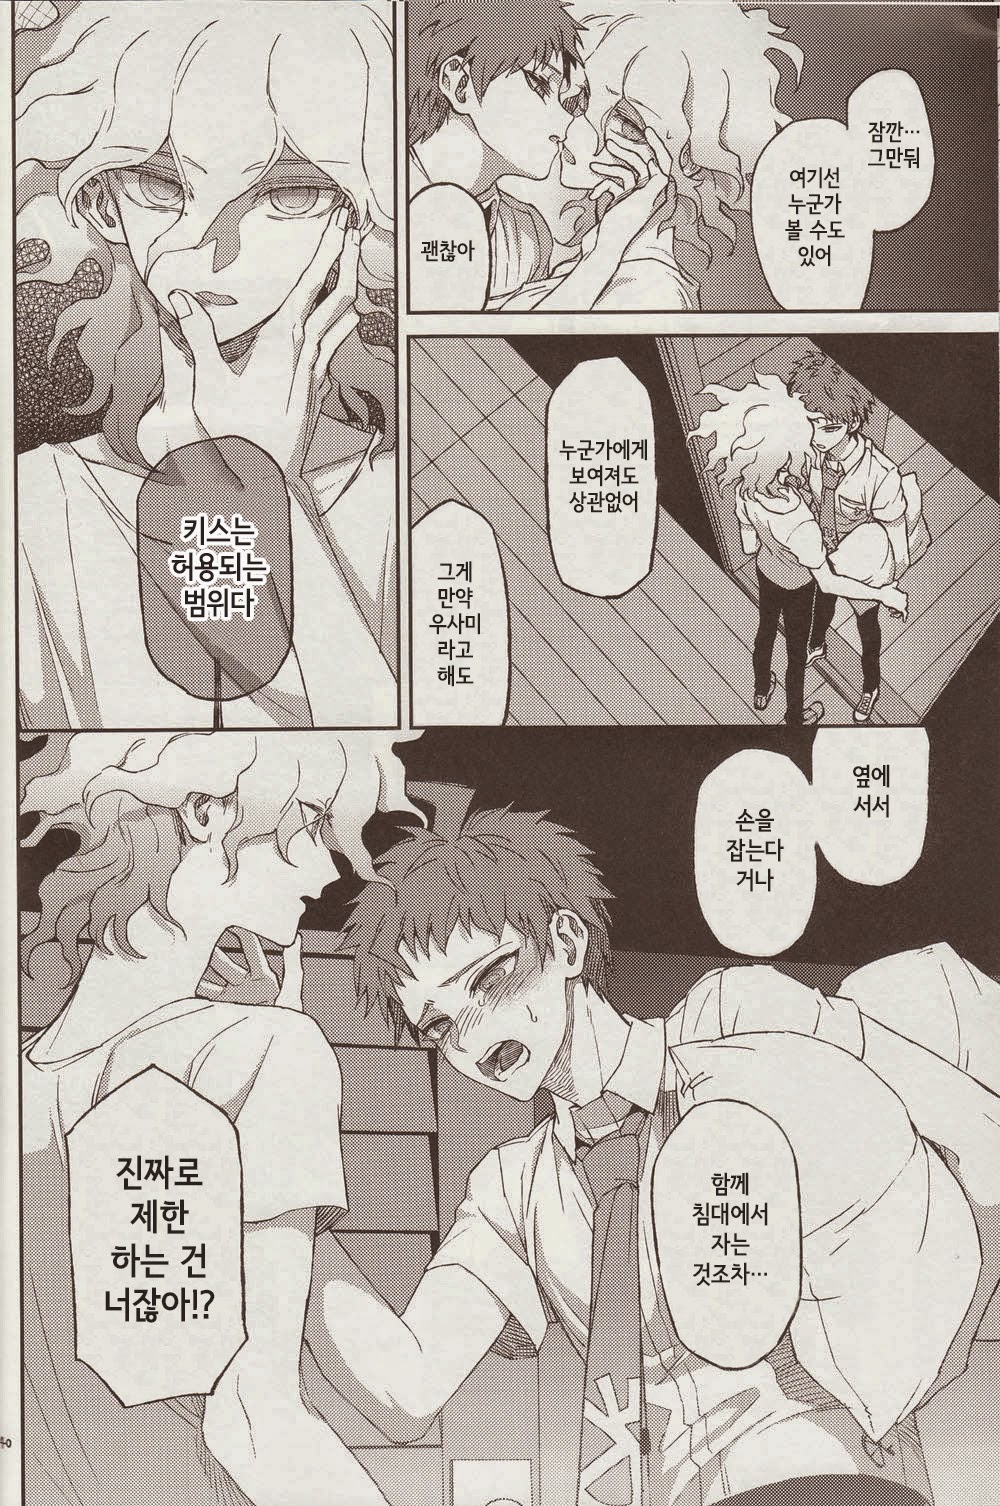 잠깐…
그만둬
여기선
누군가
볼 수도
있어
괜찮아
누군가에게
보여져도
상관없어
그게
만약
우사미
라고
해도
키스는
허용되는
범위다
옆에
서서
손을
잡는다
거나
함께
침대에서
자는
것조차…
진짜로
제한
하는 건
너잖아!?
40